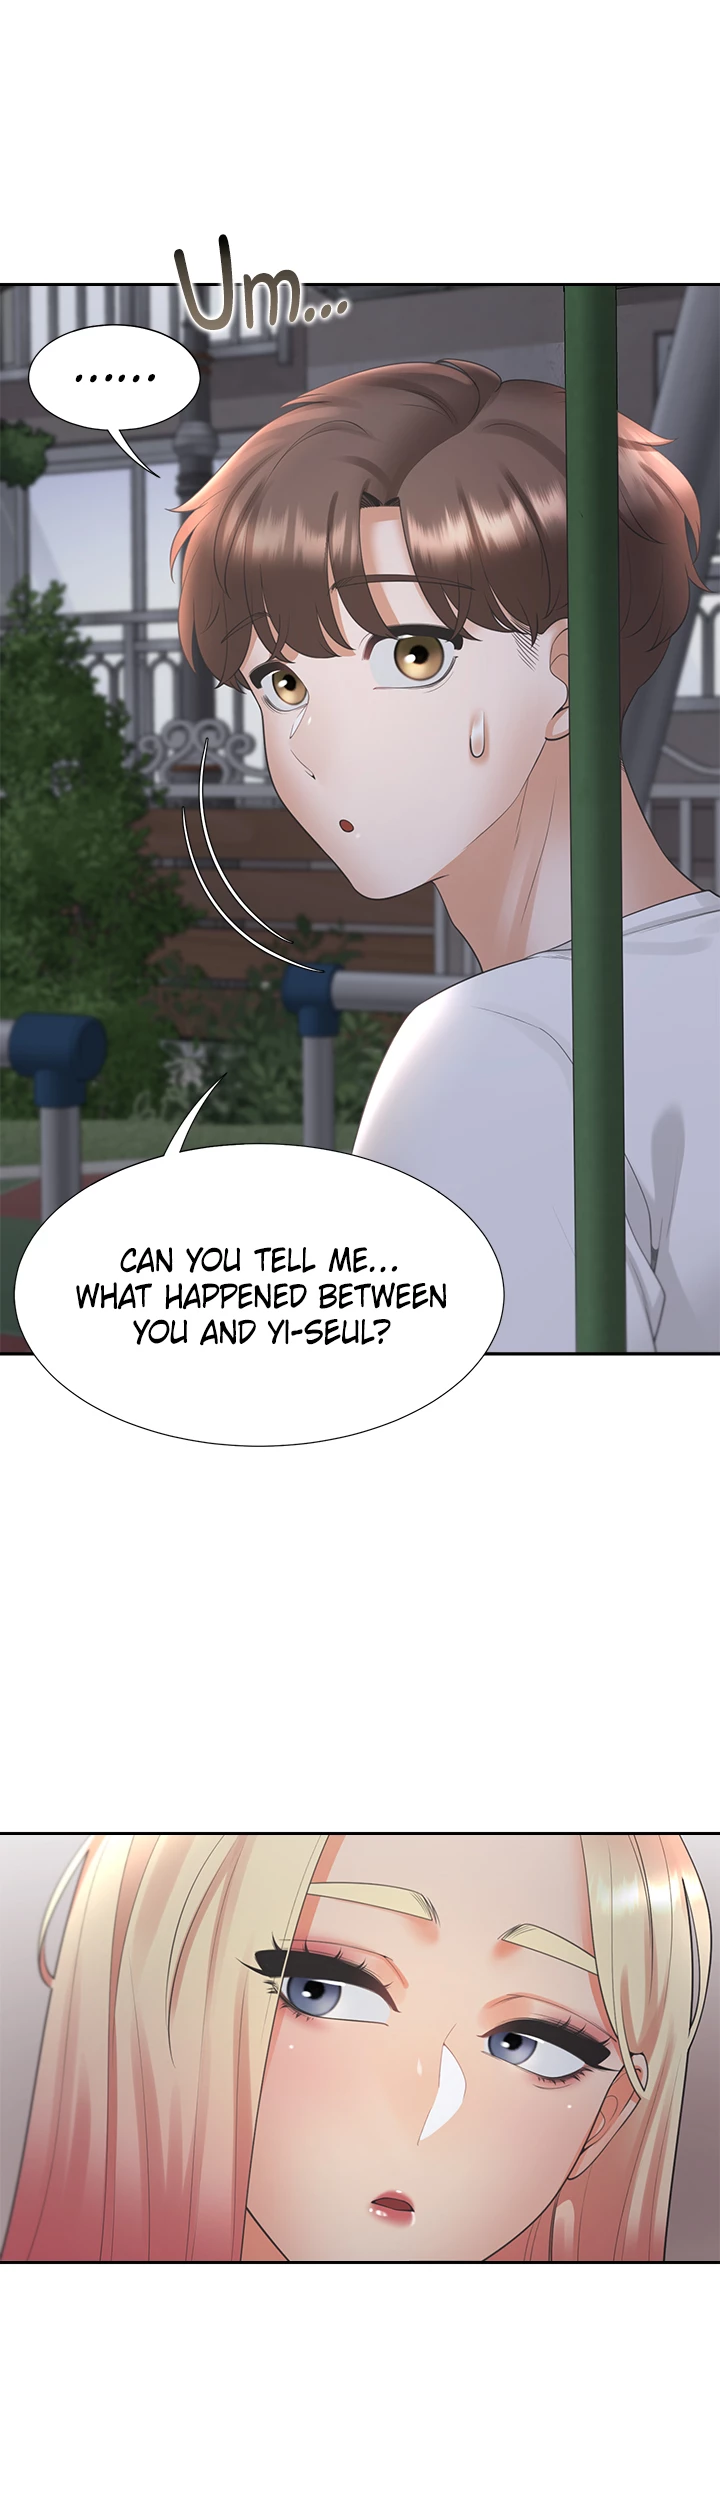 Um...
......
CAN YOU TELL ME...
WHAT HAPPENED BETWEEN
YOU AND YI-SEUL?